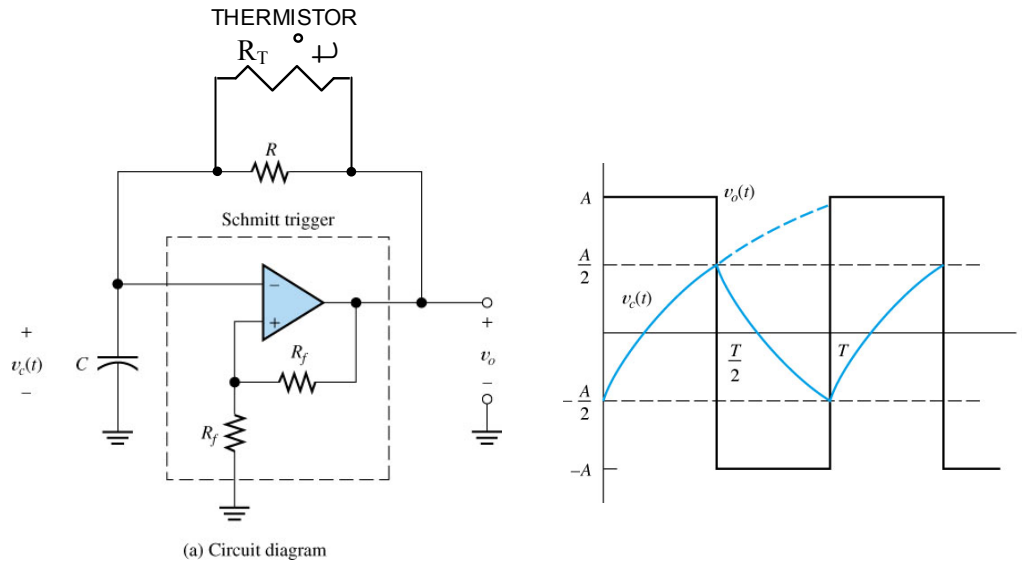 THERMISTOR
R_T °t
R
Schmitt trigger
−
+
R_f
R_f
+
v_c(t)
−
C
+
v_o
−
(a) Circuit diagram
A
v_o(t)
A/2
v_c(t)
T/2
T
−A/2
−A